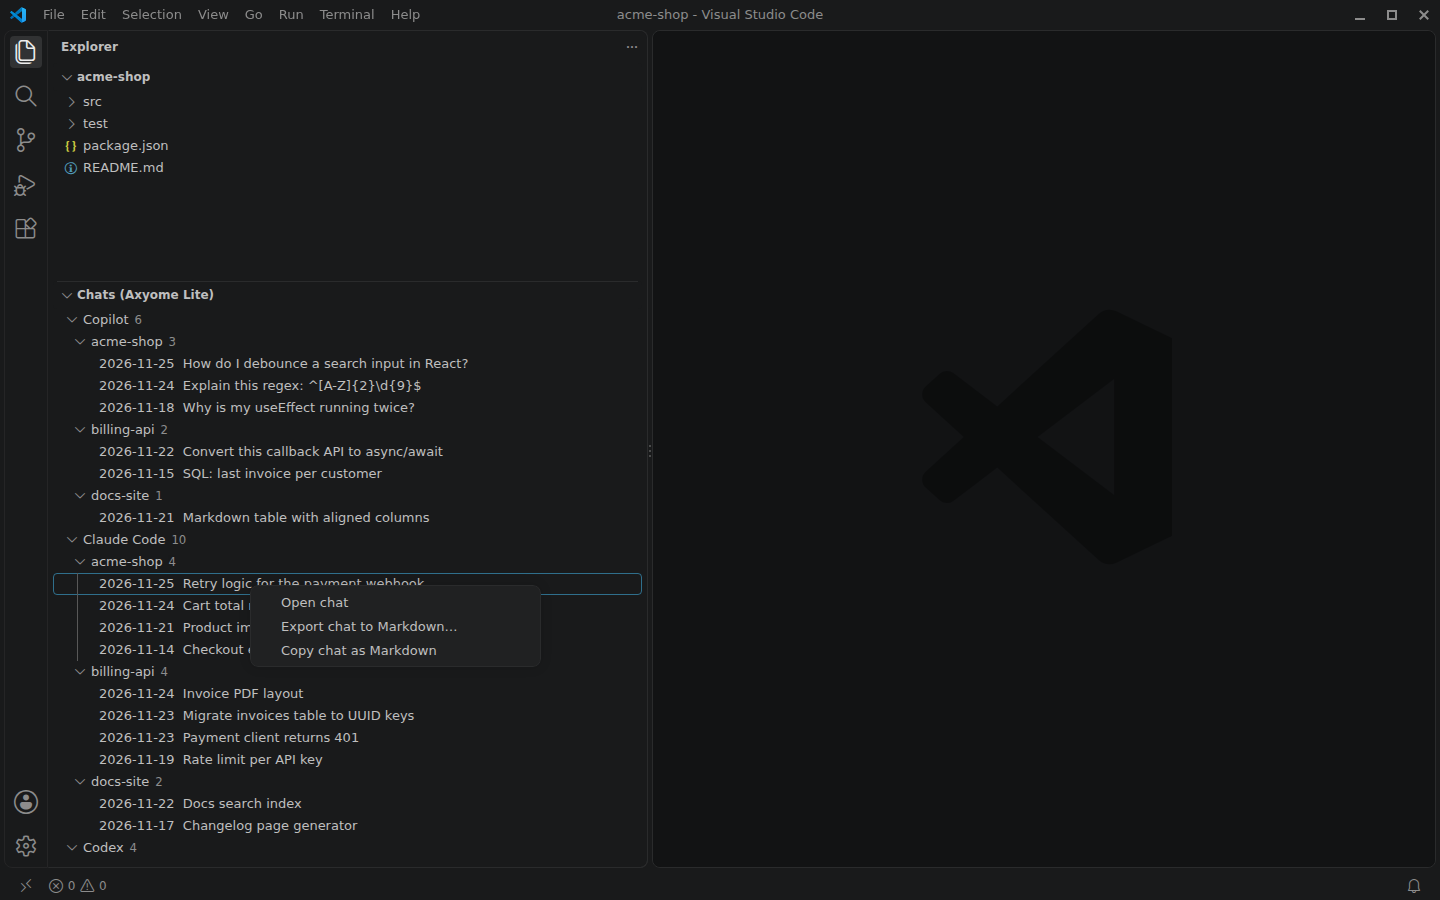 File Edit Selection View Go Run Terminal Help acme-shop - Visual Studio Code
Explorer
acme-shop
src
test
{} package.json
README.md
Chats (Axyome Lite)
Copilot 6
acme-shop 3
2026-11-25 How do I debounce a search input in React?
2026-11-24 Explain this regex: ^[A-Z]{2}\d{9}$
2026-11-18 Why is my useEffect running twice?
billing-api 2
2026-11-22 Convert this callback API to async/await
2026-11-15 SQL: last invoice per customer
docs-site 1
2026-11-21 Markdown table with aligned columns
Claude Code 10
acme-shop 4
2026-11-25 Retry logic for the payment webhook
2026-11-24 Cart total
Open chat
2026-11-21 Product
Export chat to Markdown...
2026-11-14 Checkout
Copy chat as Markdown
billing-api 4
2026-11-24 Invoice PDF layout
2026-11-23 Migrate invoices table to UUID keys
2026-11-23 Payment client returns 401
2026-11-19 Rate limit per API key
docs-site 2
2026-11-22 Docs search index
2026-11-17 Changelog page generator
Codex 4
0 0